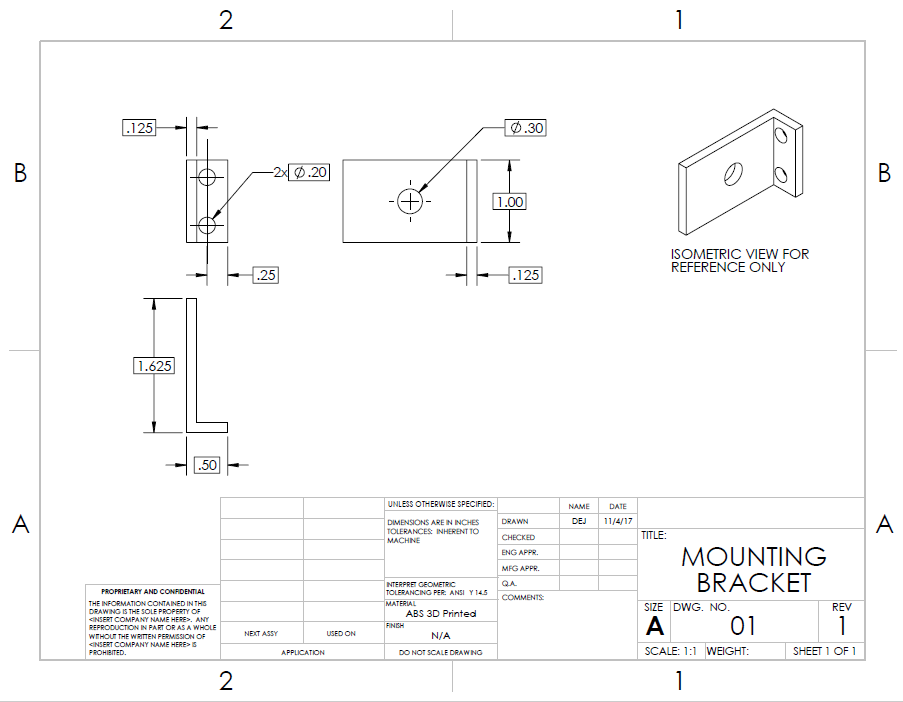 2
1
B
B
.125
2x ⌀.20
⌀.30
1.00
.25
.125
ISOMETRIC VIEW FOR
REFERENCE ONLY
1.625
.50
A
A
UNLESS OTHERWISE SPECIFIED:
DIMENSIONS ARE IN INCHES
TOLERANCES: INHERENT TO
MACHINE
INTERPRET GEOMETRIC
TOLERANCING PER: ANSI Y 14.5
MATERIAL
ABS 3D Printed
FINISH
N/A
DO NOT SCALE DRAWING
NAME
DATE
DRAWN
DEJ
11/4/17
CHECKED
ENG APPR.
MFG APPR.
Q.A.
COMMENTS:
TITLE:
MOUNTING
BRACKET
SIZE
A
DWG. NO.
01
REV
1
SCALE: 1:1
WEIGHT:
SHEET 1 OF 1
PROPRIETARY AND CONFIDENTIAL
THE INFORMATION CONTAINED IN THIS
DRAWING IS THE SOLE PROPERTY OF
<INSERT COMPANY NAME HERE>. ANY
REPRODUCTION IN PART OR AS A WHOLE
WITHOUT THE WRITTEN PERMISSION OF
<INSERT COMPANY NAME HERE> IS
PROHIBITED.
NEXT ASSY
USED ON
APPLICATION
2
1